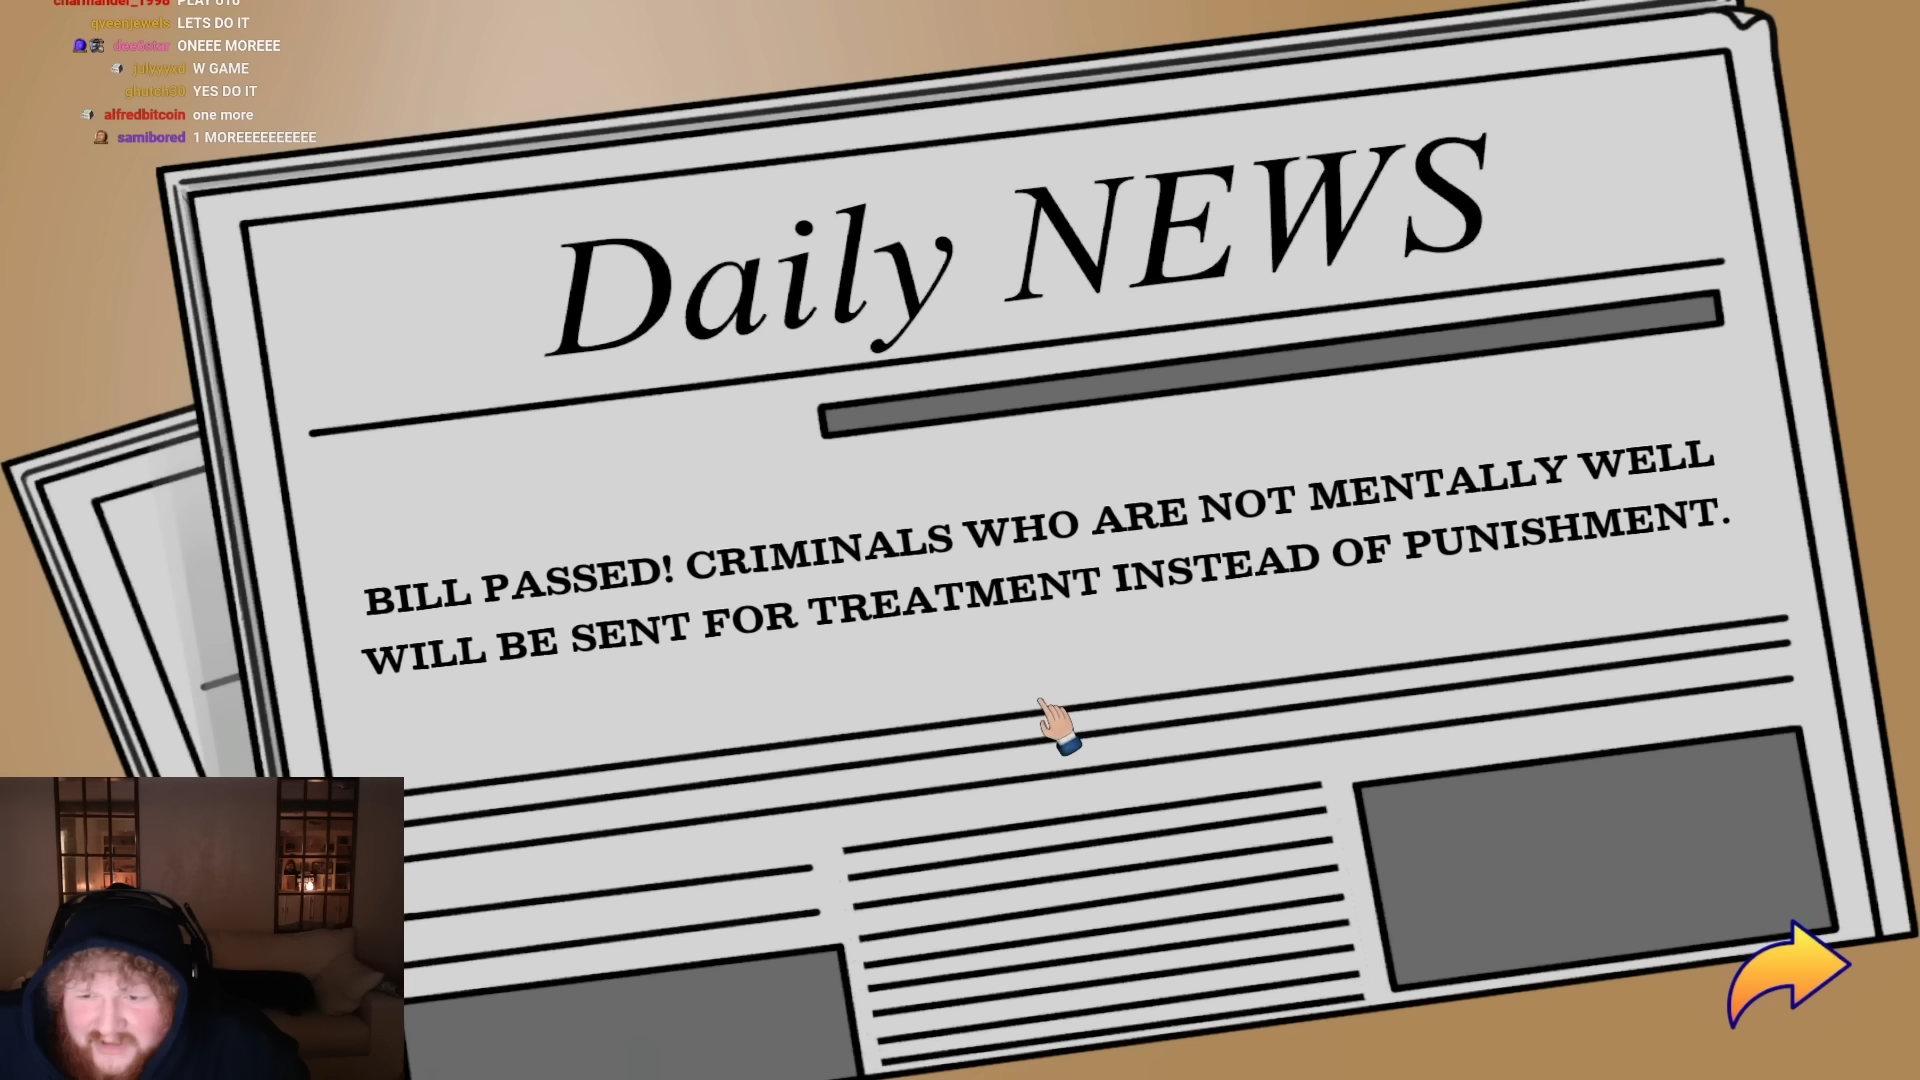 LETS DO IT
ONEEE MOREEE
W GAME
ghutch30 YES DO IT
alfredbitcoin one more
samibored 1 MOREEEEEEEEEE
Daily NEWS
BILL PASSED! CRIMINALS WHO ARE NOT MENTALLY WELL
WILL BE SENT FOR TREATMENT INSTEAD OF PUNISHMENT.